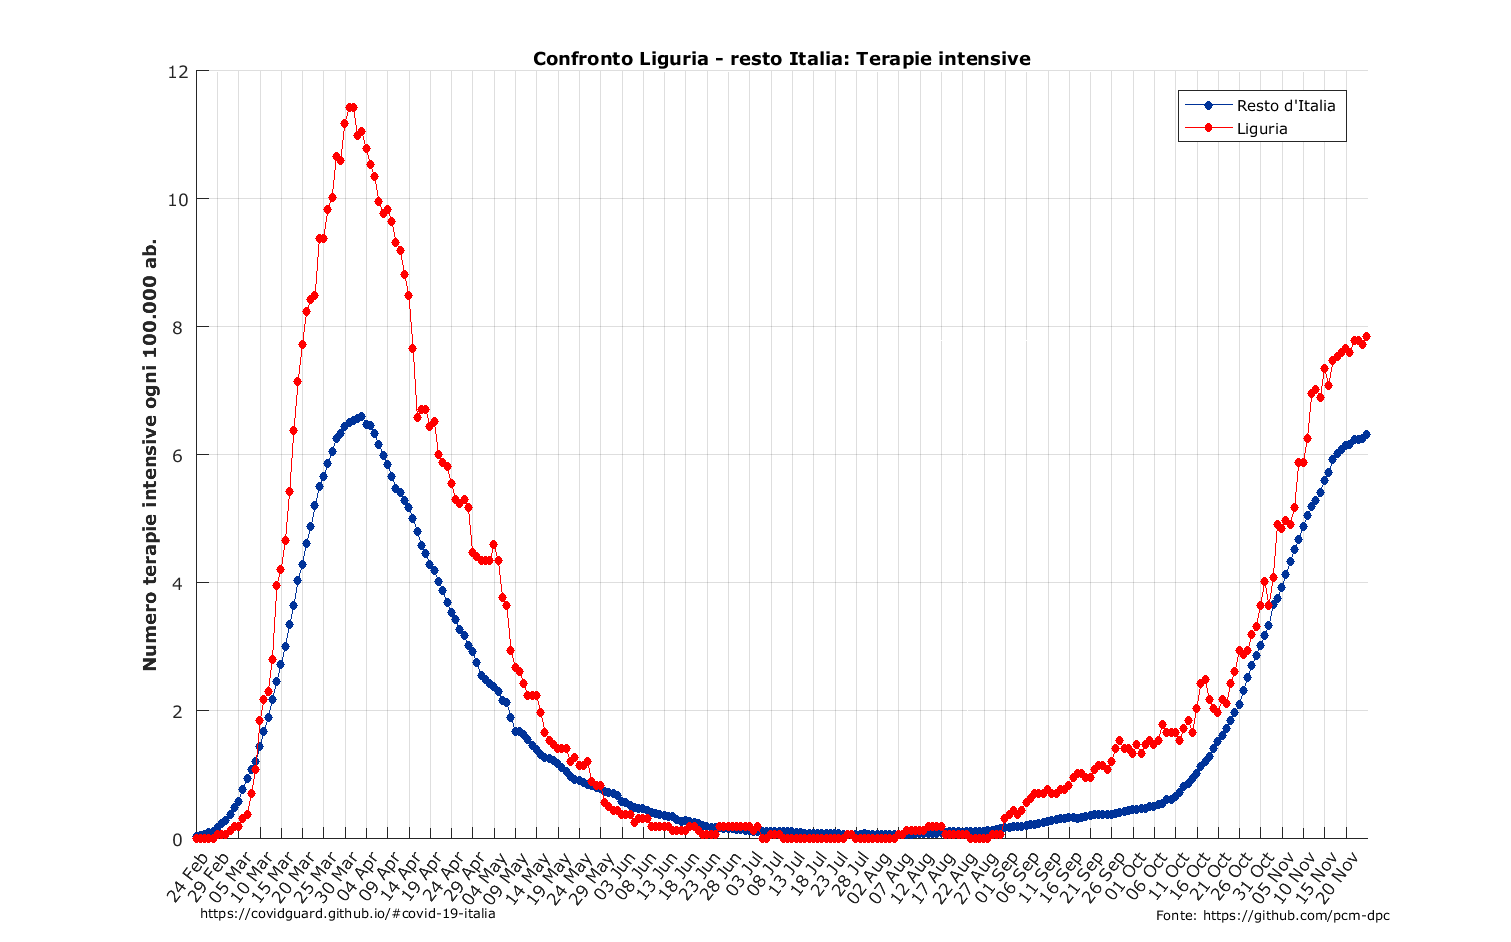 Confronto Liguria - resto Italia: Terapie intensive
Numero terapie intensive ogni 100.000 ab.
12
10
8
6
4
2
0
Resto d'Italia
Liguria
24 Feb
29 Feb
05 Mar
10 Mar
15 Mar
20 Mar
25 Mar
30 Mar
04 Apr
09 Apr
14 Apr
19 Apr
24 Apr
29 Apr
04 May
09 May
14 May
19 May
24 May
29 May
03 Jun
08 Jun
13 Jun
18 Jun
23 Jun
28 Jun
03 Jul
08 Jul
13 Jul
18 Jul
23 Jul
28 Jul
02 Aug
07 Aug
12 Aug
17 Aug
22 Aug
27 Aug
01 Sep
06 Sep
11 Sep
16 Sep
21 Sep
26 Sep
01 Oct
06 Oct
11 Oct
16 Oct
21 Oct
26 Oct
31 Oct
05 Nov
10 Nov
15 Nov
20 Nov
https://covidguard.github.io/#covid-19-italia
Fonte: https://github.com/pcm-dpc